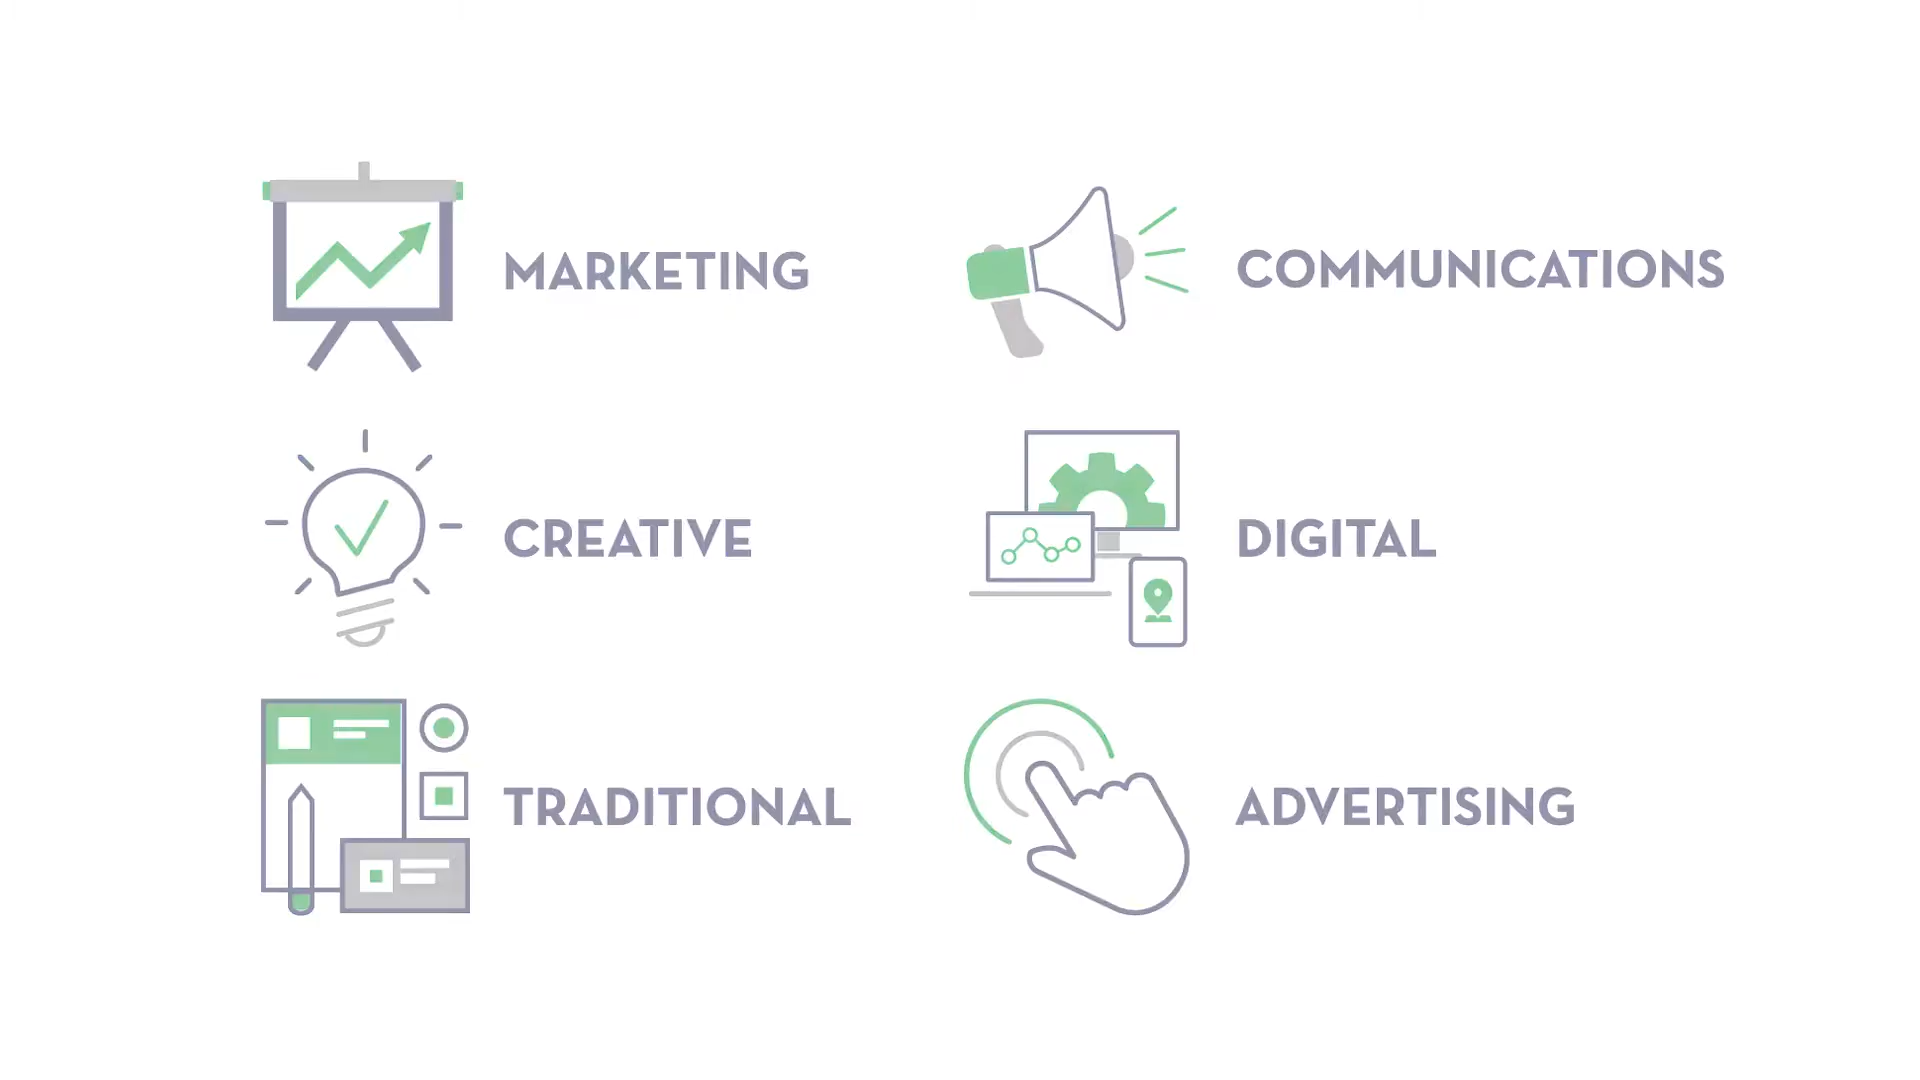 MARKETING
COMMUNICATIONS
CREATIVE
DIGITAL
TRADITIONAL
ADVERTISING